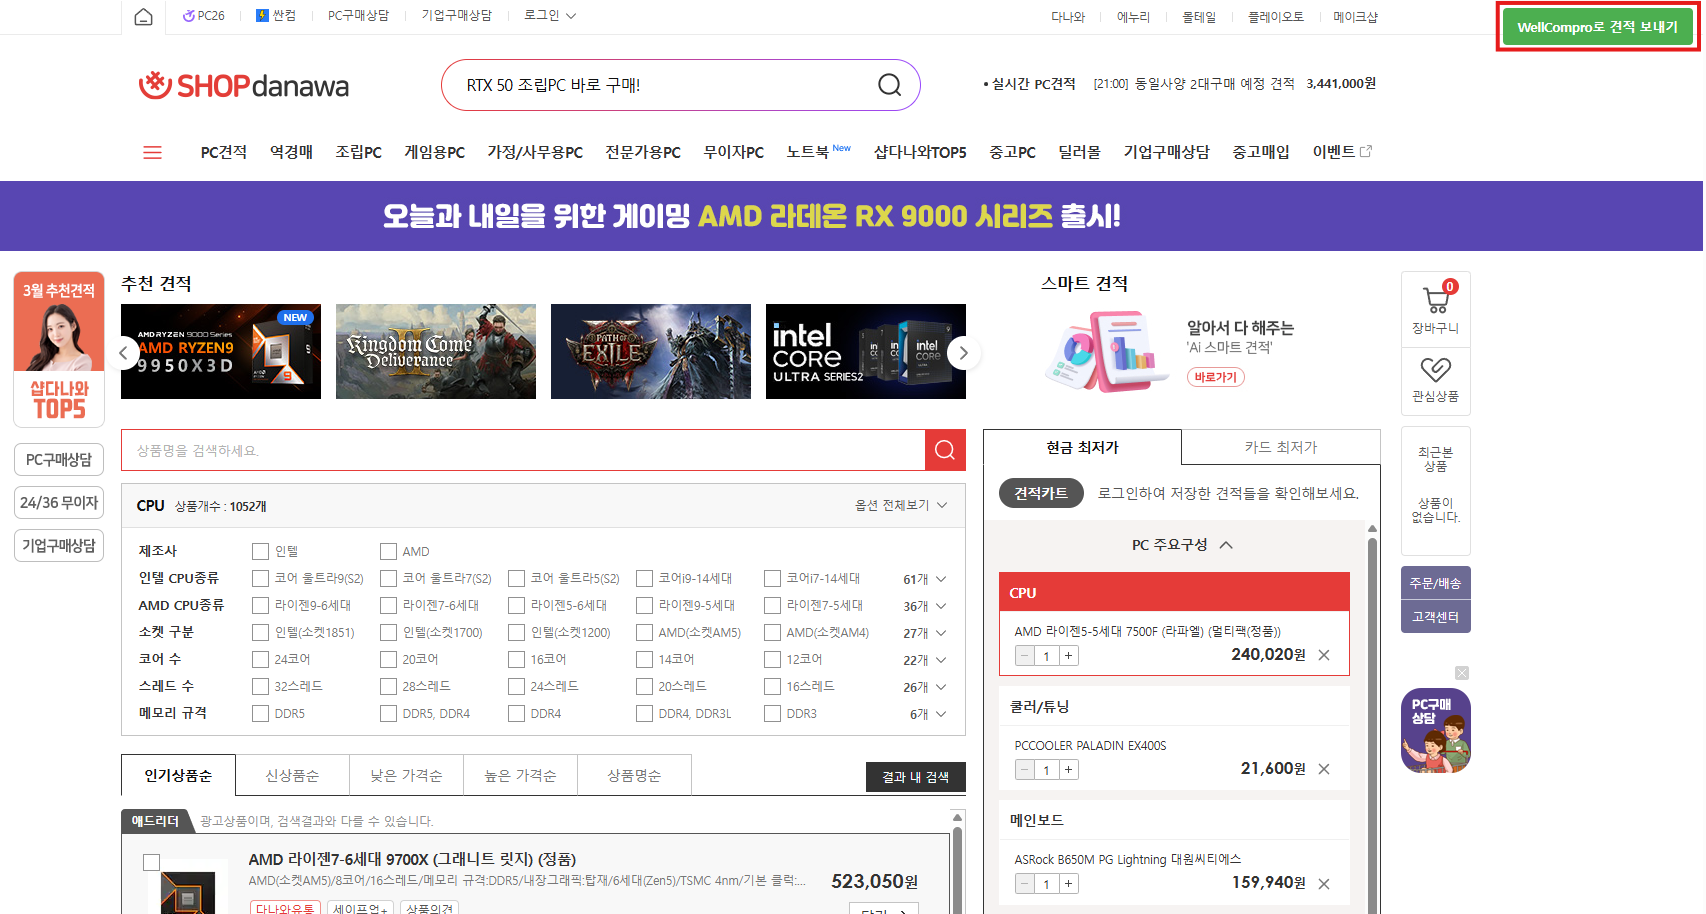 PC26
싼컴
PC구매상담
기업구매상담
로그인
다나와
에누리
몰테일
플레이오토
메이크샵
WellCompro로 견적 보내기
SHOPdanawa
RTX 50 조립PC 바로 구매!
• 실시간 PC견적 [21:00] 동일사양 2대구매 예정 견적 3,441,000원
PC견적
역경매
조립PC
게임용PC
가정/사무용PC
전문가용PC
무이자PC
노트북 New
샵다나와TOP5
중고PC
딜러몰
기업구매상담
중고매입
이벤트
오늘과 내일을 위한 게이밍 AMD 라데온 RX 9000 시리즈 출시!
3월 추천견적
샵다나와
TOP5
PC구매상담
24/36 무이자
기업구매상담
추천 견적
NEW
AMD RYZEN 9000 Series
AMD RYZEN9
9950X3D
9
Kingdom Come
Deliverance
II
PATH OF
EXILE
intel
CORE
ULTRA SERIES2
intel
CORE
스마트 견적
알아서 다 해주는
'Ai 스마트 견적'
바로가기
0
장바구니
관심상품
최근본
상품
상품이
없습니다.
주문/배송
고객센터
PC구매
상담
상품명을 검색하세요.
CPU 상품개수 : 1052개
옵션 전체보기
제조사 인텔 AMD
인텔 CPU종류 코어 울트라9(S2) 코어 울트라7(S2) 코어 울트라5(S2) 코어i9-14세대 코어i7-14세대 61개
AMD CPU종류 라이젠9-6세대 라이젠7-6세대 라이젠5-6세대 라이젠9-5세대 라이젠7-5세대 36개
소켓 구분 인텔(소켓1851) 인텔(소켓1700) 인텔(소켓1200) AMD(소켓AM5) AMD(소켓AM4) 27개
코어 수 24코어 20코어 16코어 14코어 12코어 22개
스레드 수 32스레드 28스레드 24스레드 20스레드 16스레드 26개
메모리 규격 DDR5 DDR5, DDR4 DDR4 DDR4, DDR3L DDR3 6개
인기상품순
신상품순
낮은 가격순
높은 가격순
상품명순
결과 내 검색
애드리더 광고상품이며, 검색결과와 다를 수 있습니다.
AMD 라이젠7-6세대 9700X (그래니트 릿지) (정품)
AMD(소켓AM5)/8코어/16스레드/메모리 규격:DDR5/내장그래픽:탑재/6세대(Zen5)/TSMC 4nm/기본 클럭:...
523,050원
다나와유통
세이프업+
상품의견
담기
현금 최저가
카드 최저가
견적카트 로그인하여 저장한 견적들을 확인해보세요.
PC 주요구성
CPU
AMD 라이젠5-5세대 7500F (라파엘) (멀티팩(정품))
− 1 + 240,020원 ×
쿨러/튜닝
PCCOOLER PALADIN EX400S
− 1 + 21,600원 ×
메인보드
ASRock B650M PG Lightning 대원씨티에스
− 1 + 159,940원 ×